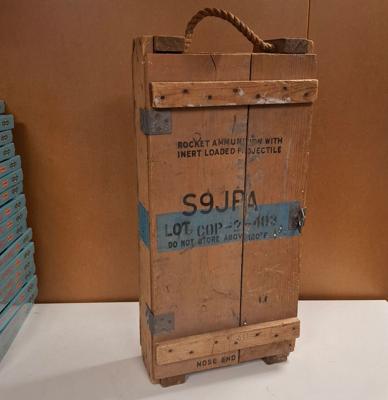 ROCKET AMMUNITION WITH
INERT LOADED PROJECTILE
S9JPA
LOT COP-2-403
DO NOT STORE ABOVE 120°F
NOSE END